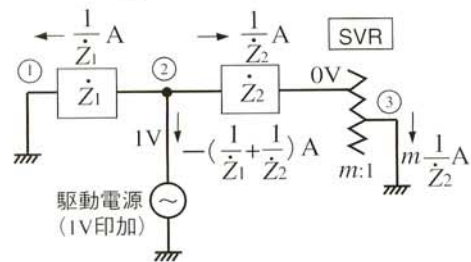 ← 1/Ż1 A
→ 1/Ż2 A
SVR
①
②
Ż1
Ż2
0V
③
1V
↓ −(1/Ż1+1/Ż2)A
m:1
↓ m 1/Ż2 A
駆動電源
(1V印加)